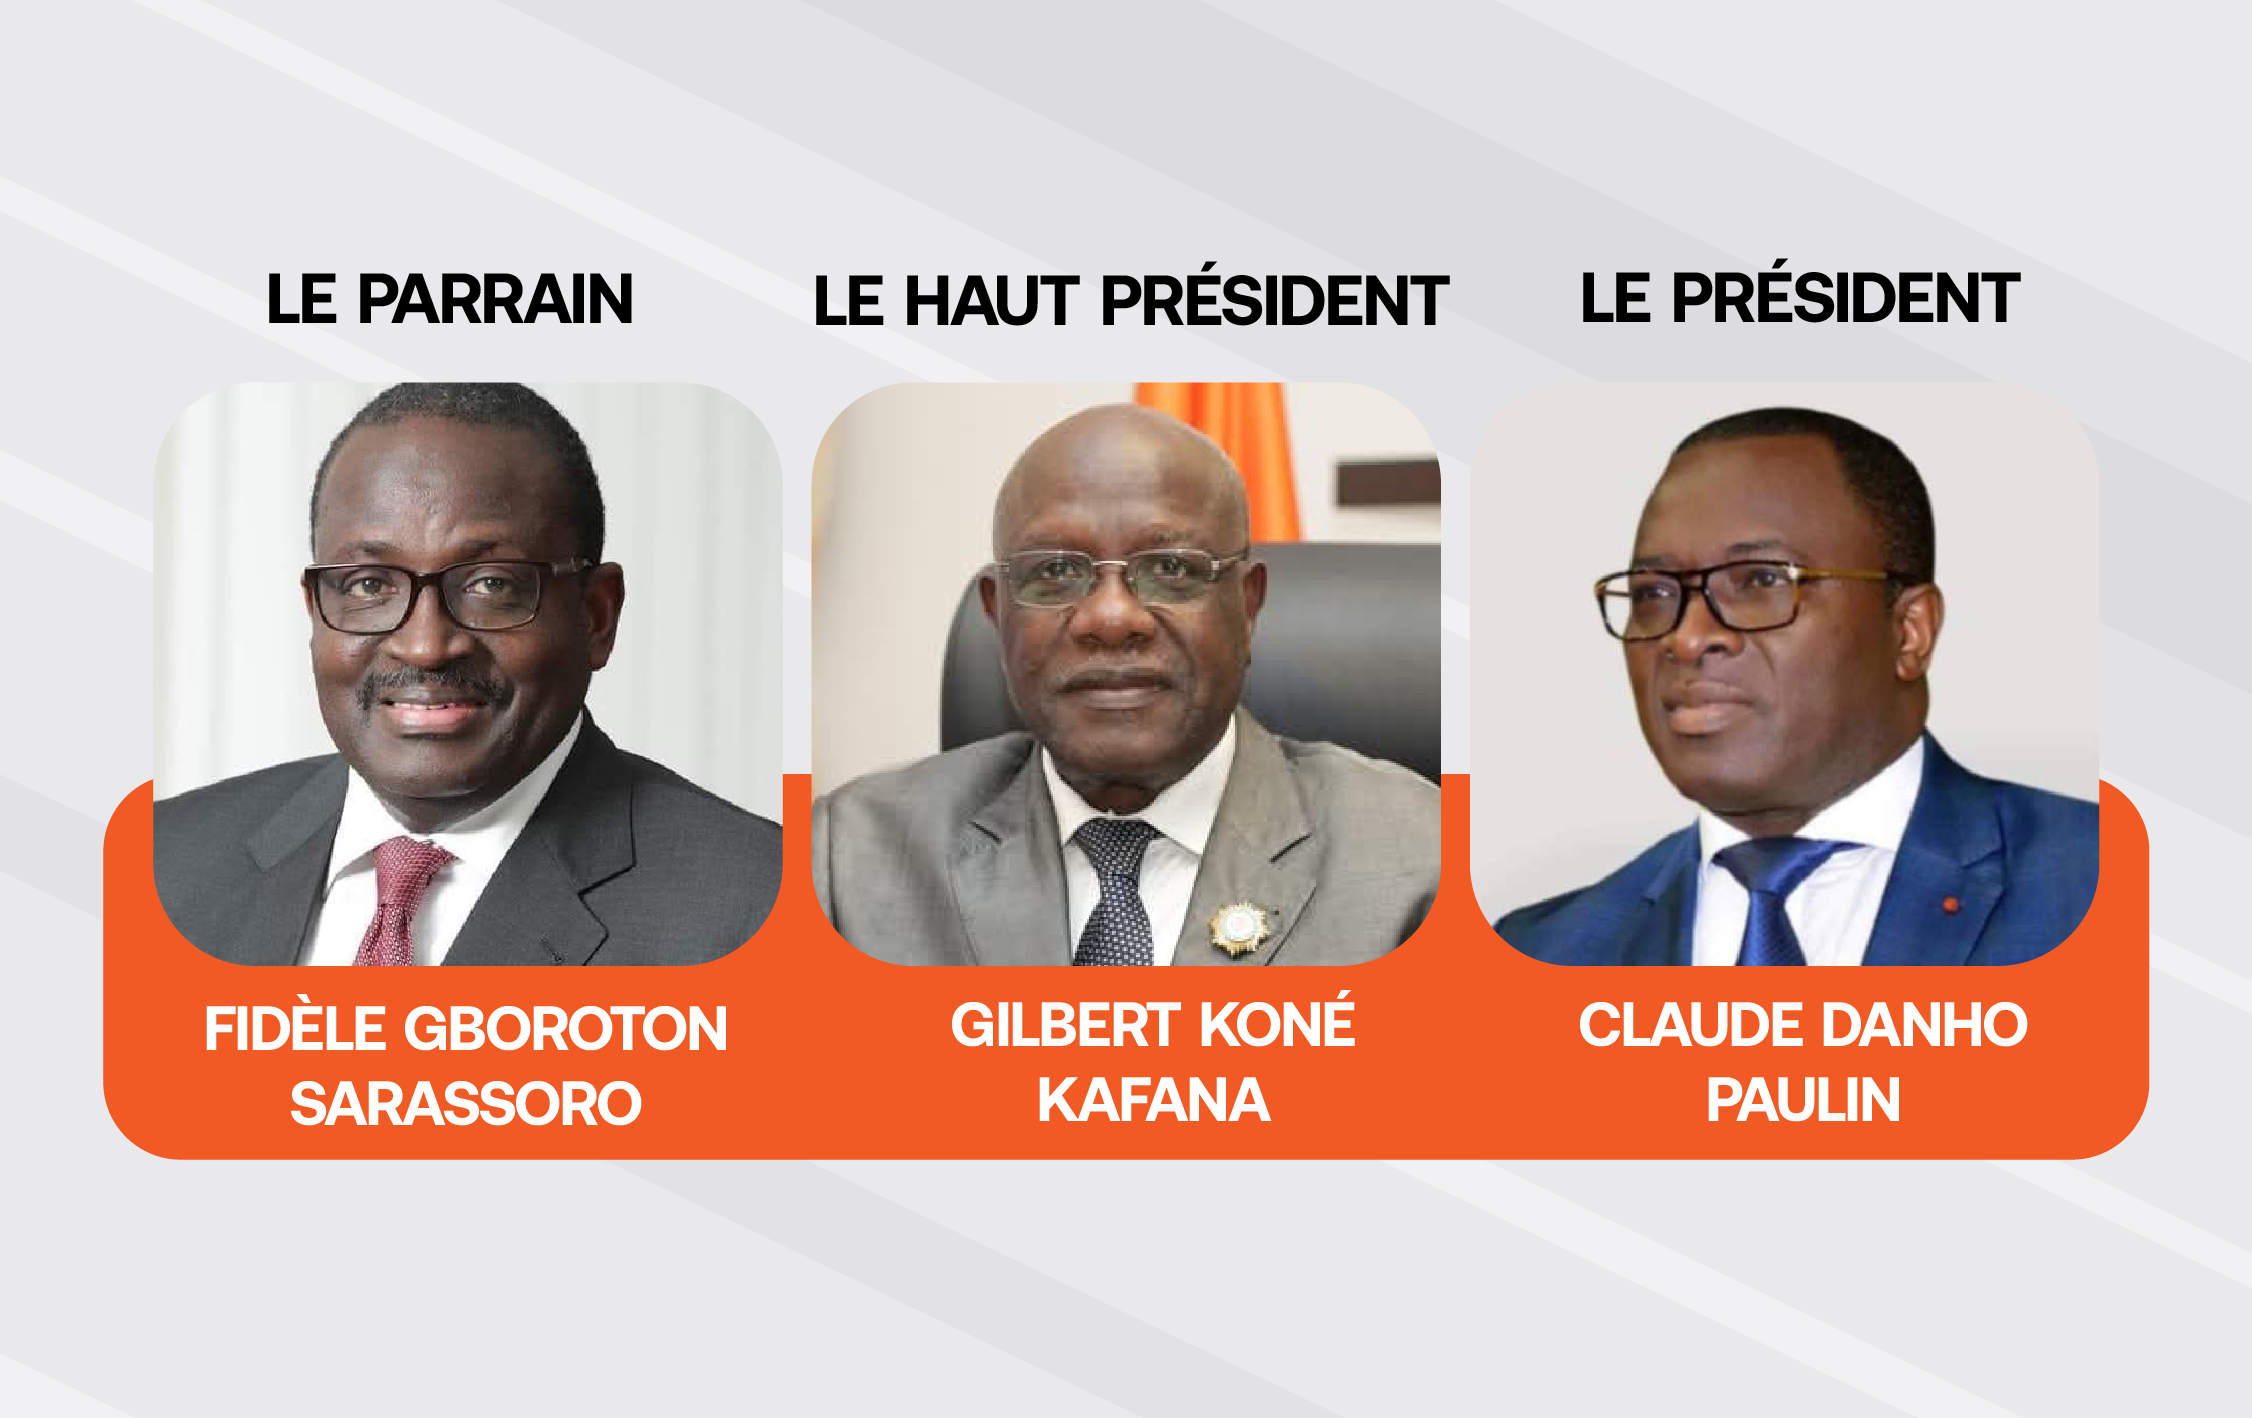 LE PARRAIN
LE HAUT PRÉSIDENT
LE PRÉSIDENT
FIDÈLE GBOROTON
SARASSORO
GILBERT KONÉ
KAFANA
CLAUDE DANHO
PAULIN